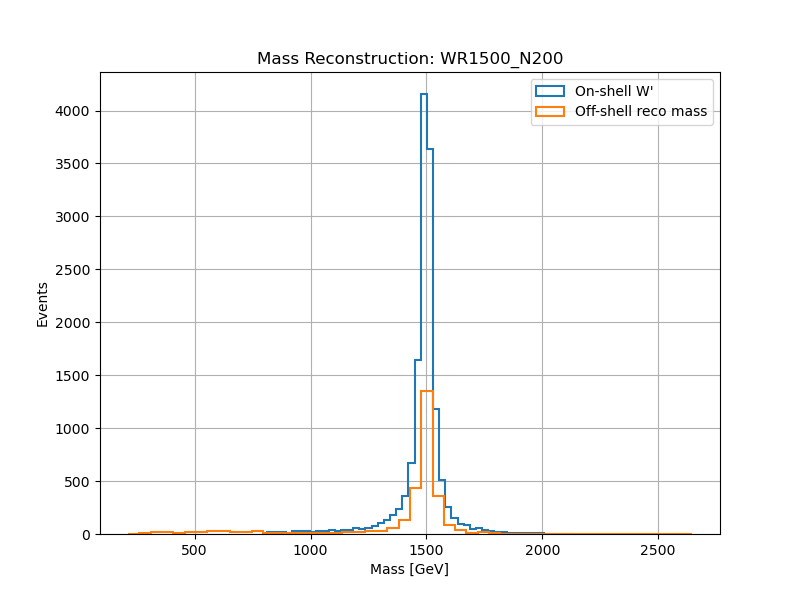 Mass Reconstruction: WR1500_N200
On-shell W'
Off-shell reco mass
Events
4000
3500
3000
2500
2000
1500
1000
500
0
500 1000 1500 2000 2500
Mass [GeV]